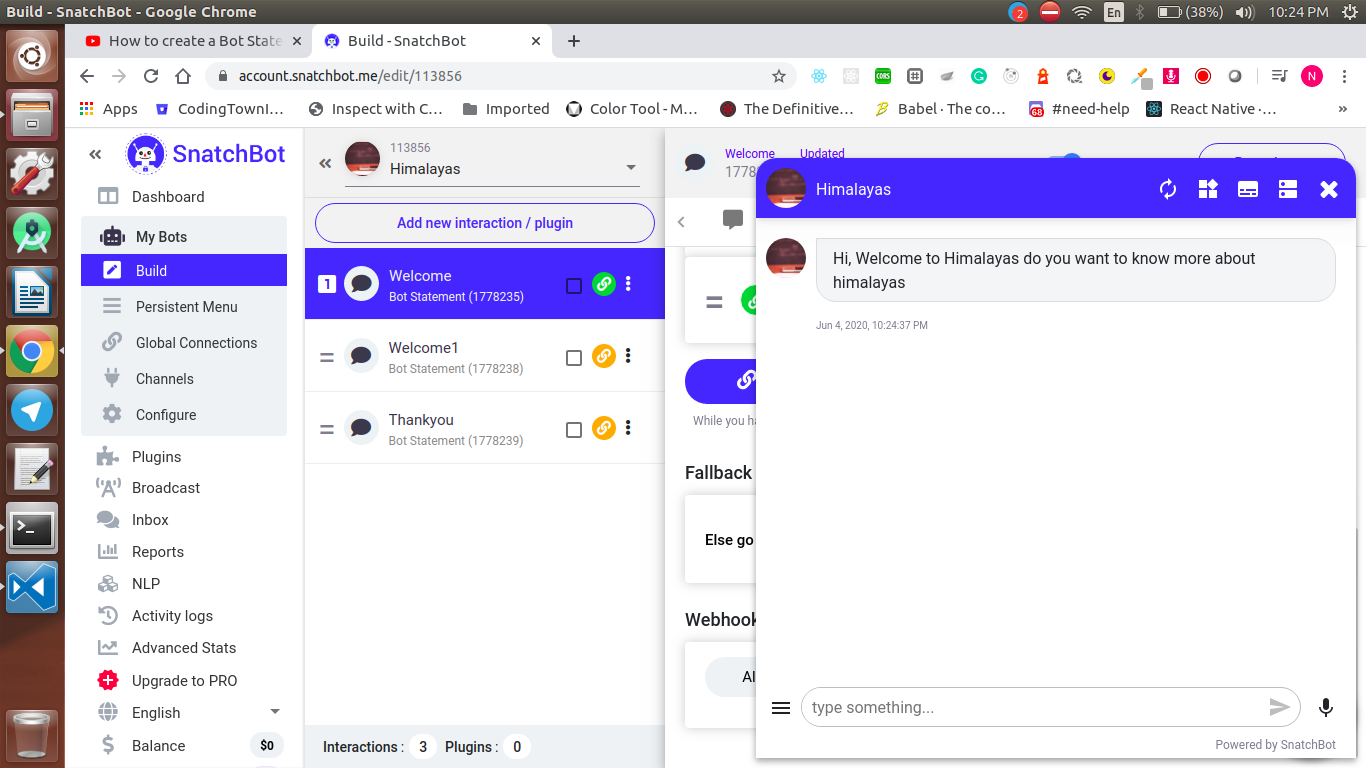 Build - SnatchBot - Google Chrome
2
En
(38%)
10:24 PM
How to create a Bot State
Build - SnatchBot
account.snatchbot.me/edit/113856
CORS
N
Apps
CodingTownI...
Inspect with C...
Imported
Color Tool - M...
The Definitive...
Babel · The co...
68
#need-help
React Native ·...
»
SnatchBot
Dashboard
My Bots
Build
Persistent Menu
Global Connections
Channels
Configure
Plugins
Broadcast
Inbox
Reports
NLP
Activity logs
Advanced Stats
Upgrade to PRO
English
Balance
$0
113856
Himalayas
Add new interaction / plugin
1
Welcome
Bot Statement (1778235)
Welcome1
Bot Statement (1778238)
Thankyou
Bot Statement (1778239)
Interactions :
3
Plugins :
0
Welcome
Updated
1778
While you ha
Fallback
Else go
Webhook
Al
Himalayas
Hi, Welcome to Himalayas do you want to know more about
himalayas
Jun 4, 2020, 10:24:37 PM
type something...
Powered by SnatchBot